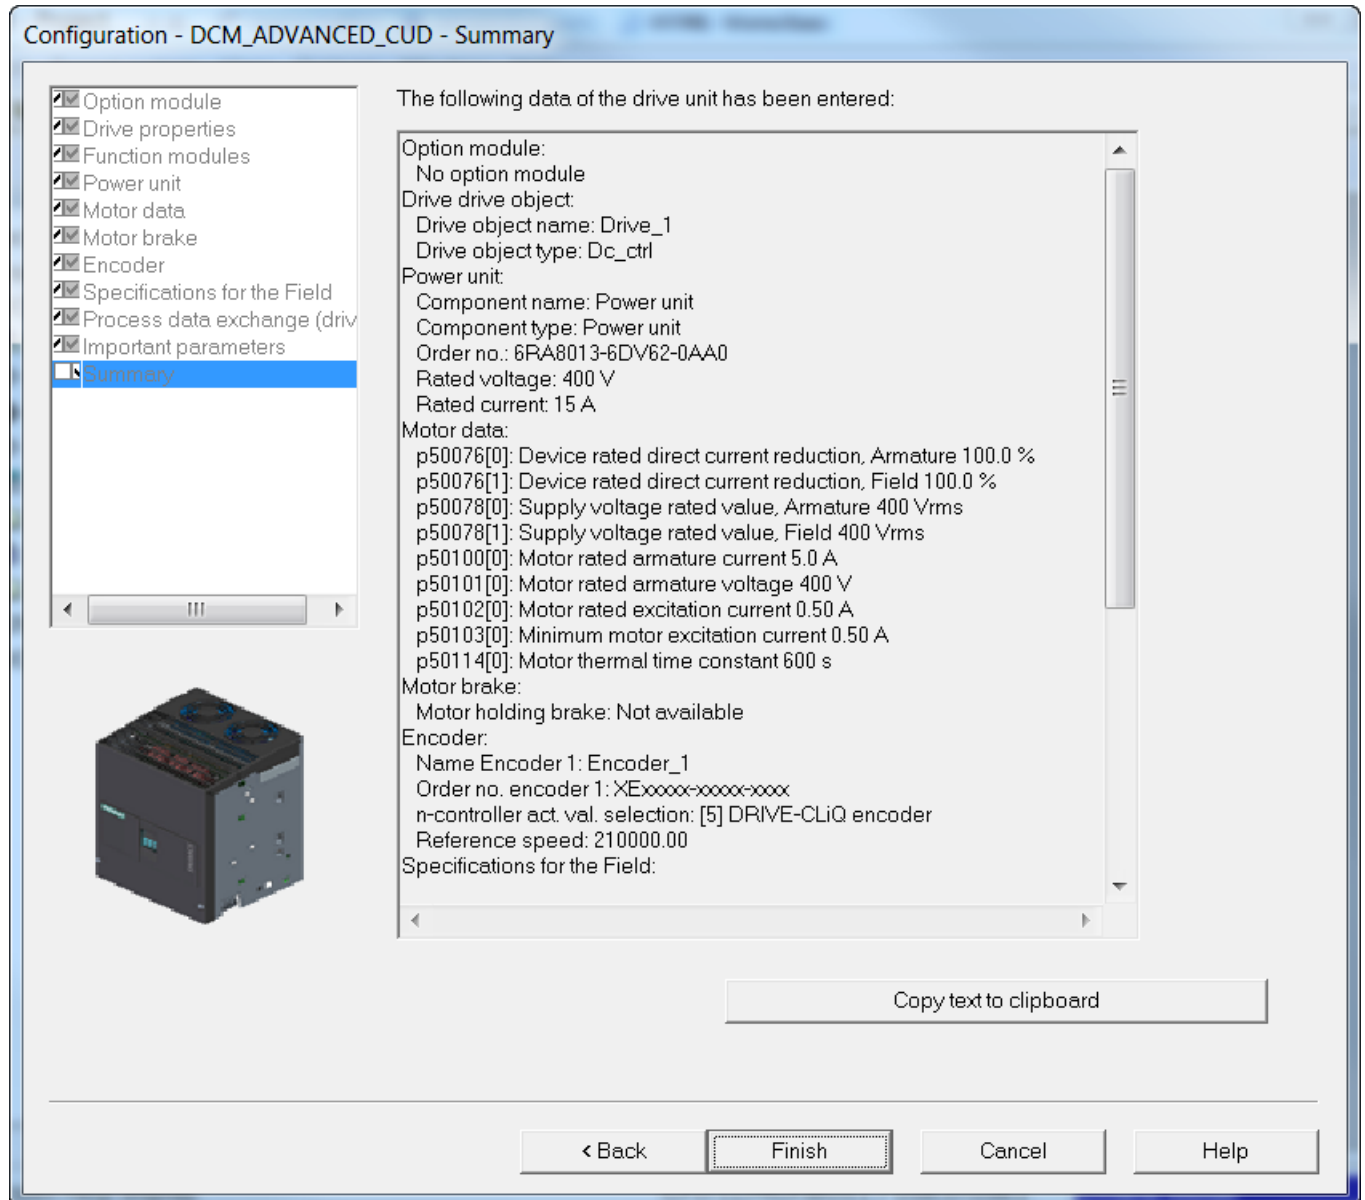 Configuration - DCM_ADVANCED_CUD - Summary
Option module
Drive properties
Function modules
Power unit
Motor data
Motor brake
Encoder
Specifications for the Field
Process data exchange (driv
Important parameters
Summary
The following data of the drive unit has been entered:
Option module:
No option module
Drive drive object:
Drive object name: Drive_1
Drive object type: Dc_ctrl
Power unit:
Component name: Power unit
Component type: Power unit
Order no.: 6RA8013-6DV62-0AA0
Rated voltage: 400 V
Rated current: 15 A
Motor data:
p50076[0]: Device rated direct current reduction, Armature 100.0 %
p50076[1]: Device rated direct current reduction, Field 100.0 %
p50078[0]: Supply voltage rated value, Armature 400 Vrms
p50078[1]: Supply voltage rated value, Field 400 Vrms
p50100[0]: Motor rated armature current 5.0 A
p50101[0]: Motor rated armature voltage 400 V
p50102[0]: Motor rated excitation current 0.50 A
p50103[0]: Minimum motor excitation current 0.50 A
p50114[0]: Motor thermal time constant 600 s
Motor brake:
Motor holding brake: Not available
Encoder:
Name Encoder 1: Encoder_1
Order no. encoder 1: XExxxxx-xxxxx-xxxx
n-controller act. val. selection: [5] DRIVE-CLiQ encoder
Reference speed: 210000.00
Specifications for the Field:
Copy text to clipboard
< Back
Finish
Cancel
Help